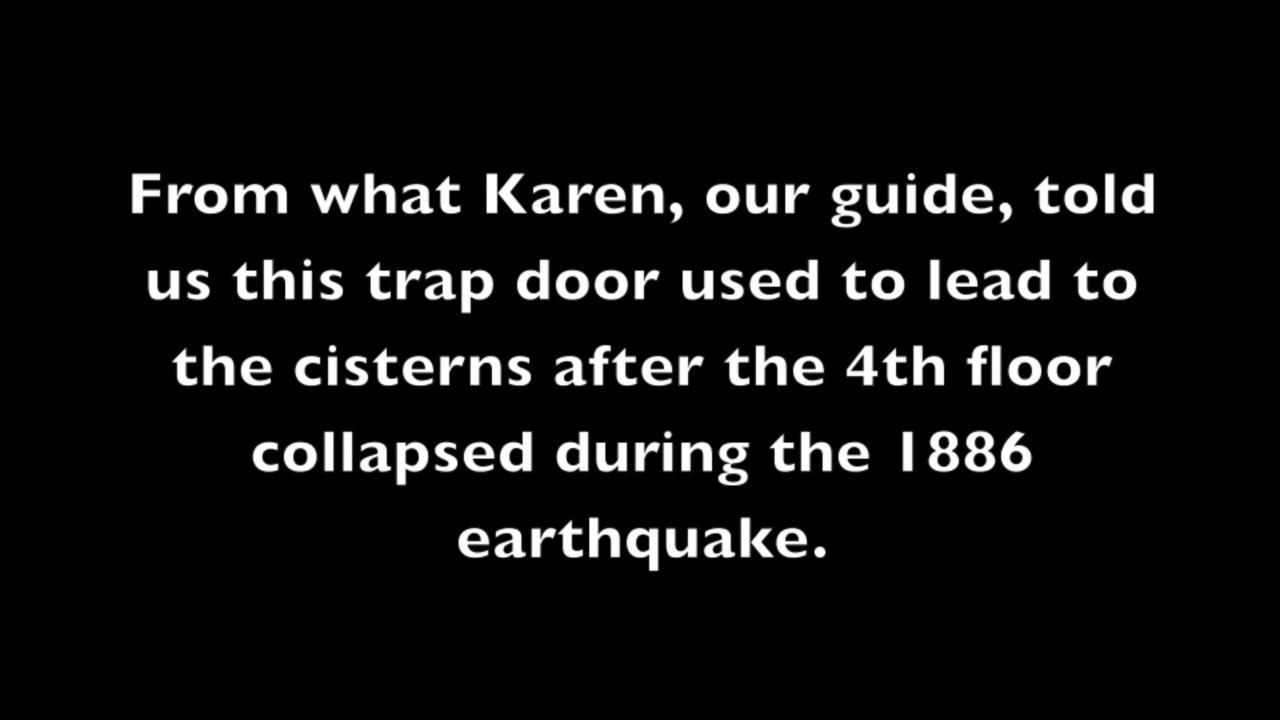 From what Karen, our guide, told
us this trap door used to lead to
the cisterns after the 4th floor
collapsed during the 1886
earthquake.